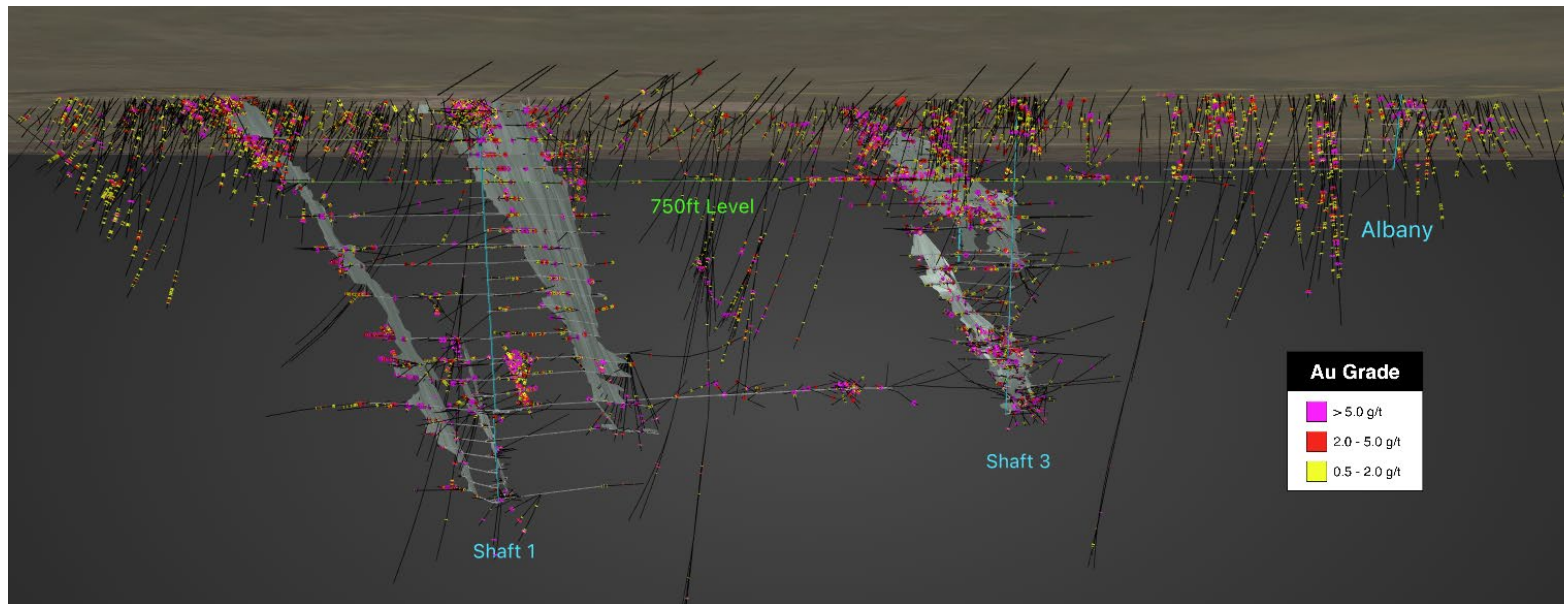 750ft Level
Albany
Shaft 3
Shaft 1
Au Grade
> 5.0 g/t
2.0 - 5.0 g/t
0.5 - 2.0 g/t